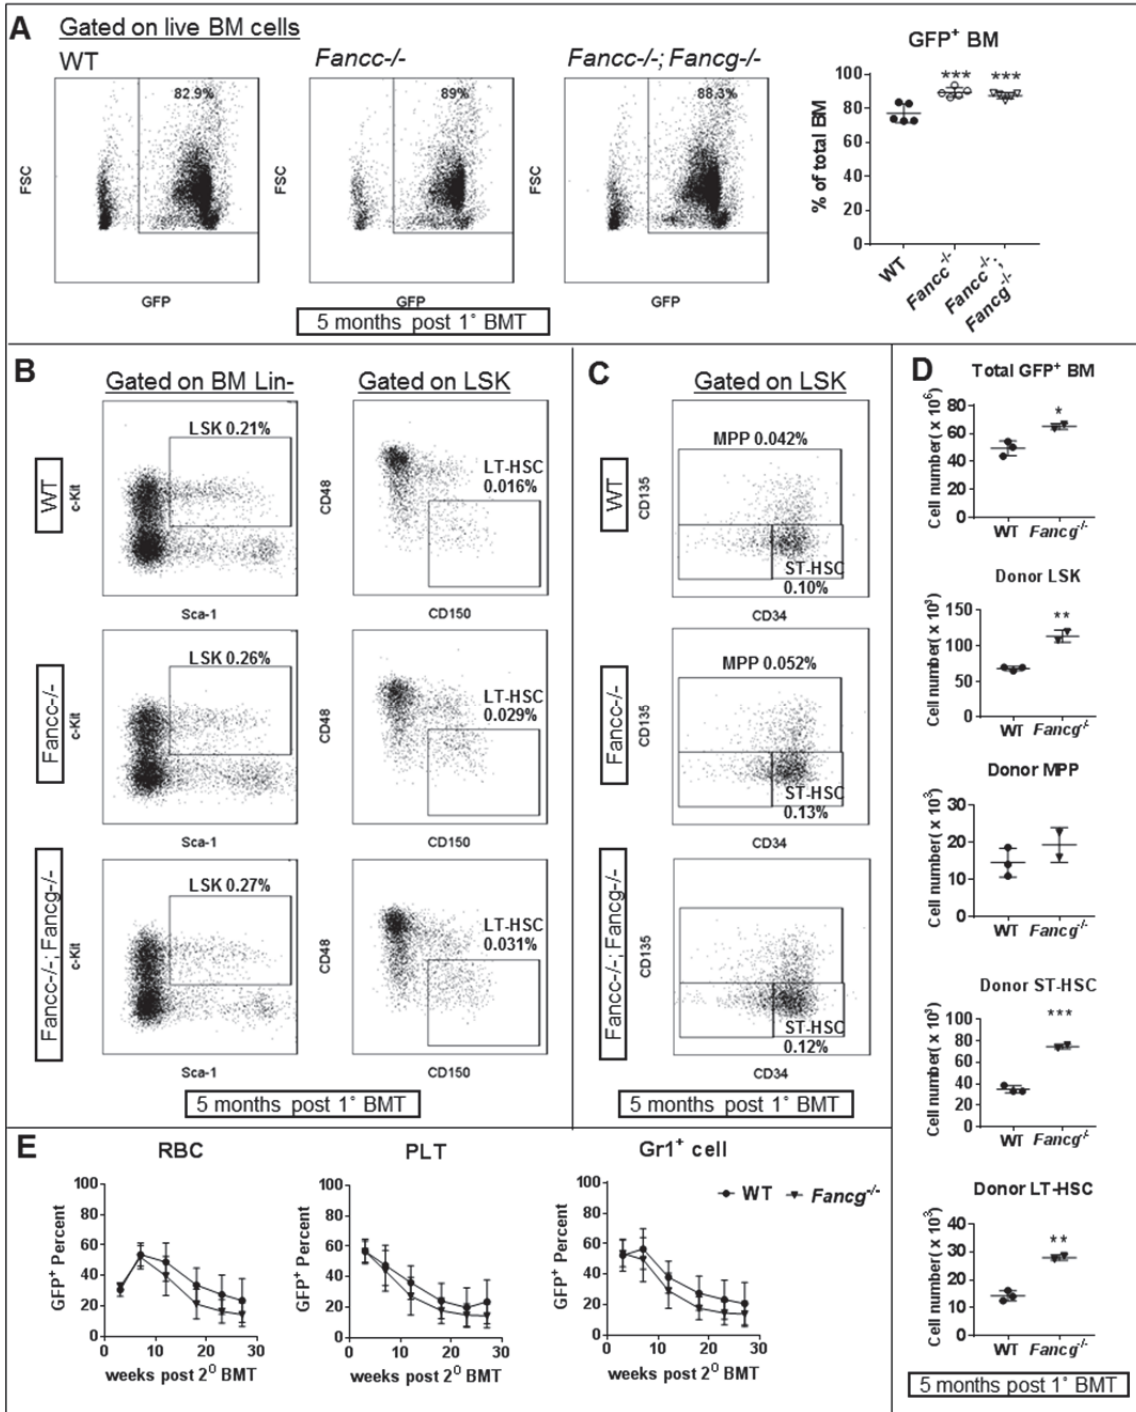 A
Gated on live BM cells
WT
Fancc-/-
Fancc-/-; Fancg-/-
82.9%
89%
88.3%
FSC
FSC
FSC
GFP
GFP
GFP
5 months post 1° BMT
GFP+ BM
% of total BM
100
80
60
40
20
0
***
***
WT
Fancc-/-
Fancc-/-;
Fancg-/-
B
Gated on BM Lin-
Gated on LSK
WT
c-Kit
LSK 0.21%
Sca-1
CD48
LT-HSC
0.016%
CD150
Fancc-/-
c-Kit
LSK 0.26%
Sca-1
CD48
LT-HSC
0.029%
CD150
Fancc-/-; Fancg-/-
c-Kit
LSK 0.27%
Sca-1
CD48
LT-HSC
0.031%
CD150
5 months post 1° BMT
C
Gated on LSK
WT
CD135
MPP 0.042%
ST-HSC
0.10%
CD34
Fancc-/-
CD135
MPP 0.052%
ST-HSC
0.13%
CD34
Fancc-/-; Fancg-/-
CD135
ST-HSC
0.12%
CD34
5 months post 1° BMT
D
Total GFP+ BM
Cell number( x 10⁶)
80
60
40
20
0
*
WT Fancg-/-
Donor LSK
Cell number( x 10³)
150
100
50
0
**
WT Fancg-/-
Donor MPP
Cell number( x 10³)
30
20
10
0
WT Fancg-/-
Donor ST-HSC
Cell number( x 10³)
100
80
60
40
20
0
***
WT Fancg-/-
Donor LT-HSC
Cell number( x 10³)
40
30
20
10
0
**
WT Fancg-/-
5 months post 1° BMT
E
RBC
GFP+ Percent
100
80
60
40
20
0
0 10 20 30
weeks post 2⁰ BMT
PLT
GFP+ Percent
100
80
60
40
20
0
0 10 20 30
weeks post 2⁰ BMT
Gr1+ cell
GFP+ Percent
100
80
60
40
20
0
0 10 20 30
weeks post 2⁰ BMT
WT Fancg-/-